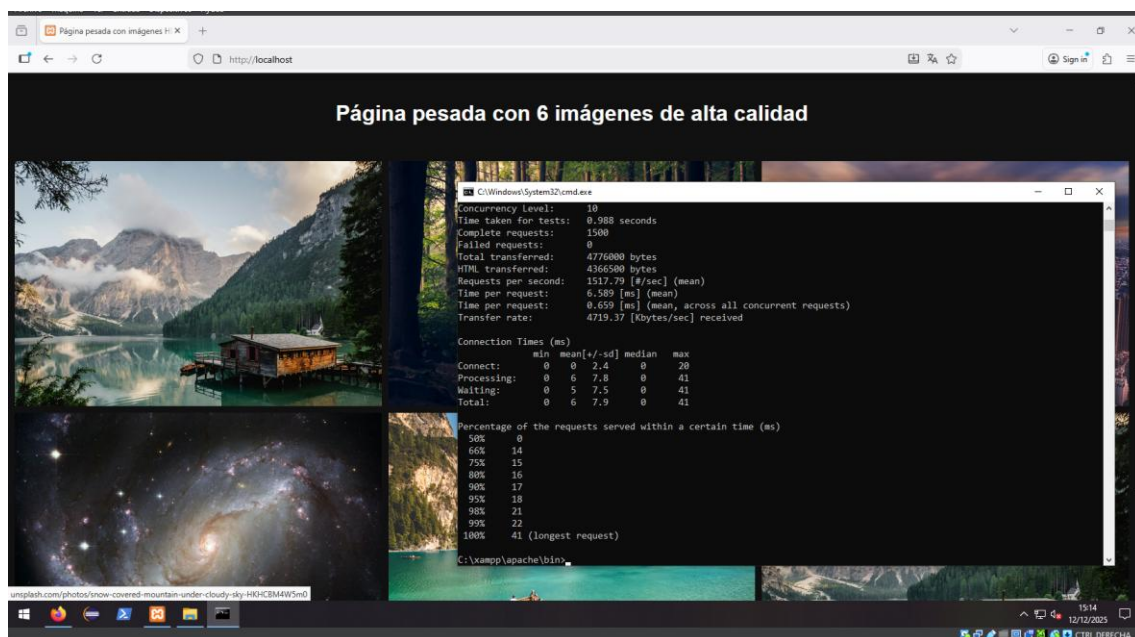 Página pesada con imágenes H
http://localhost
Sign in
Página pesada con 6 imágenes de alta calidad
C:\Windows\System32\cmd.exe
Concurrency Level:      10
Time taken for tests:   0.988 seconds
Complete requests:      1500
Failed requests:        0
Total transferred:      4776000 bytes
HTML transferred:       4366500 bytes
Requests per second:    1517.79 [#/sec] (mean)
Time per request:       6.589 [ms] (mean)
Time per request:       0.659 [ms] (mean, across all concurrent requests)
Transfer rate:          4719.37 [Kbytes/sec] received
Connection Times (ms)
min  mean[+/-sd] median   max
Connect:        0    0   2.4      0      20
Processing:     0    6   7.8      0      41
Waiting:        0    5   7.5      0      41
Total:          0    6   7.9      0      41
Percentage of the requests served within a certain time (ms)
50%      0
66%     14
75%     15
80%     16
90%     17
95%     18
98%     21
99%     22
100%     41 (longest request)
C:\xampp\apache\bin>
unsplash.com/photos/snow-covered-mountain-under-cloudy-sky-HKHCBM4W5m0
15:14
12/12/2025
CTRL DERECHA